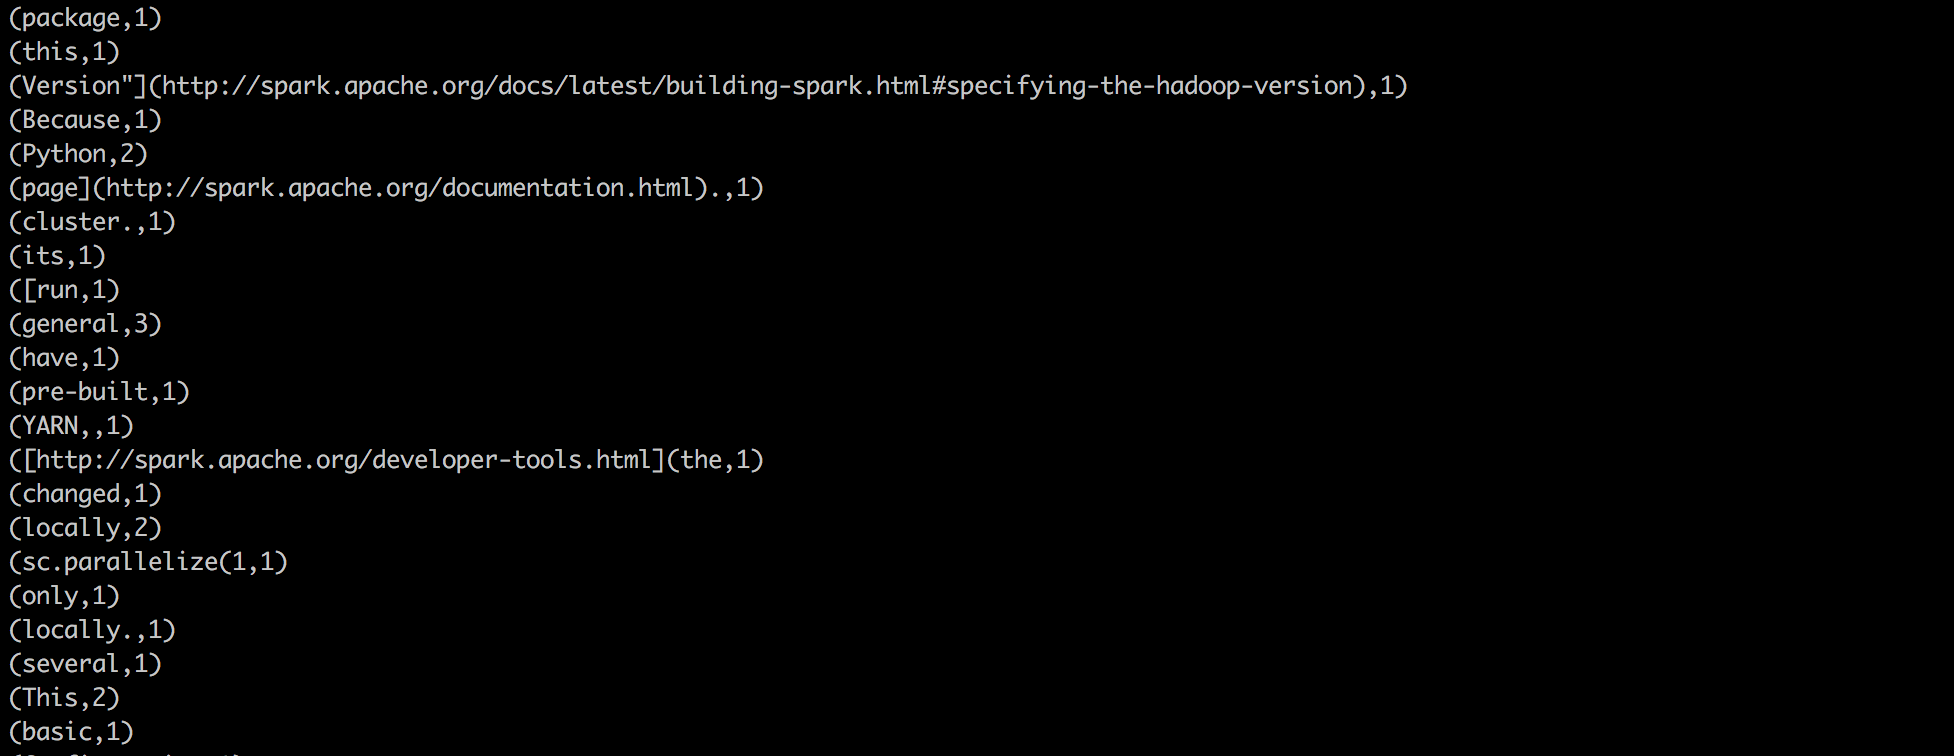 (package,1)
(this,1)
(Version"](http://spark.apache.org/docs/latest/building-spark.html#specifying-the-hadoop-version),1)
(Because,1)
(Python,2)
(page](http://spark.apache.org/documentation.html).,1)
(cluster.,1)
(its,1)
([run,1)
(general,3)
(have,1)
(pre-built,1)
(YARN,,1)
([http://spark.apache.org/developer-tools.html](the,1)
(changed,1)
(locally,2)
(sc.parallelize(1,1)
(only,1)
(locally.,1)
(several,1)
(This,2)
(basic,1)